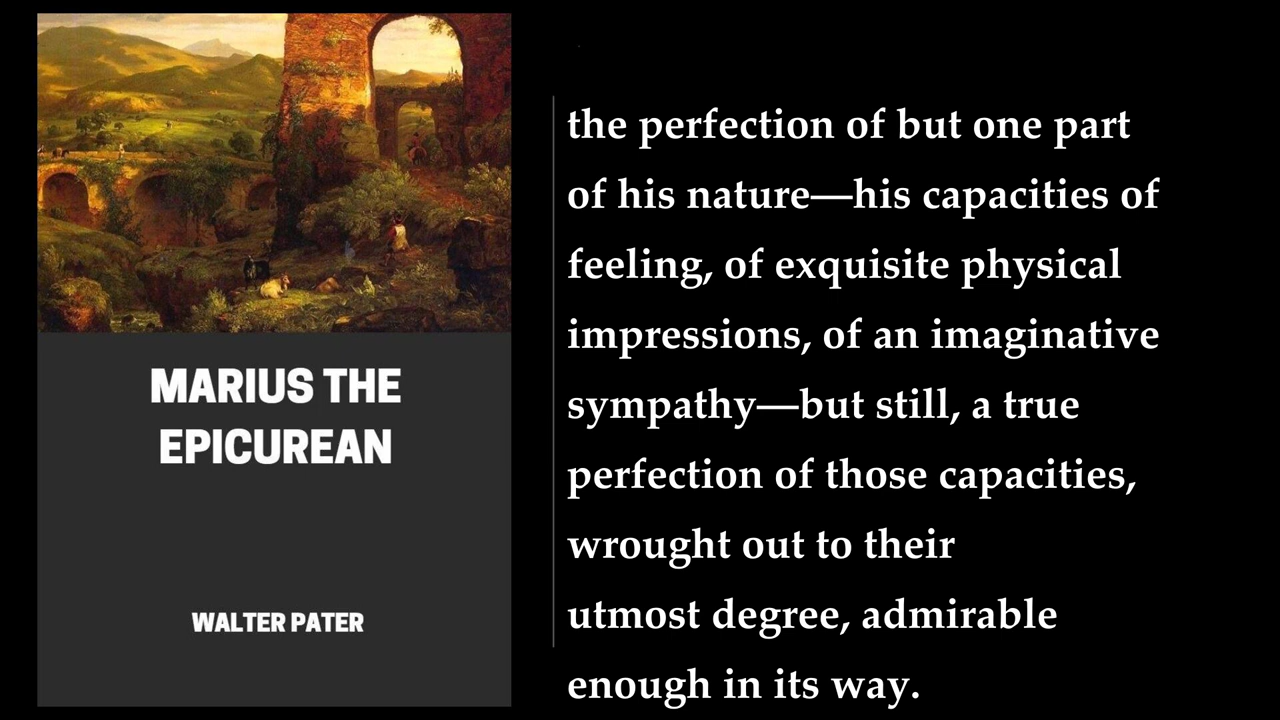 MARIUS THE
EPICUREAN
WALTER PATER
the perfection of but one part
of his nature—his capacities of
feeling, of exquisite physical
impressions, of an imaginative
sympathy—but still, a true
perfection of those capacities,
wrought out to their
utmost degree, admirable
enough in its way.